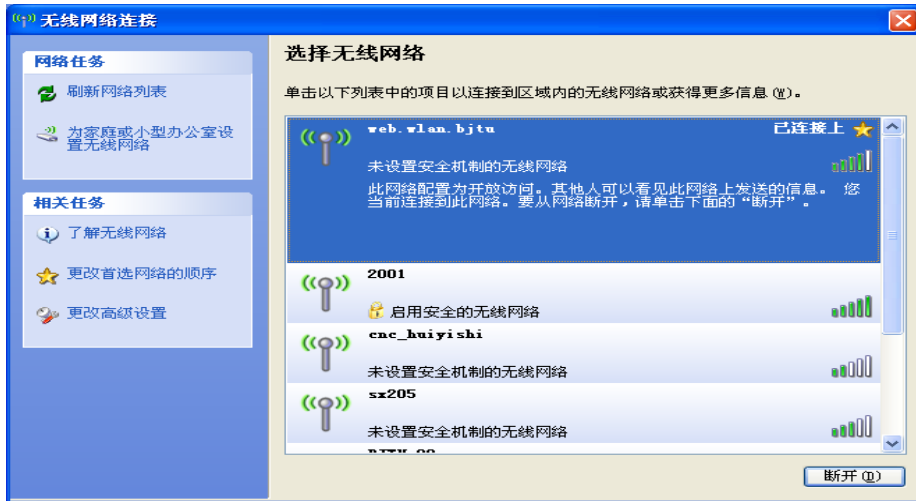 无线网络连接
网络任务
刷新网络列表
为家庭或小型办公室设
置无线网络
相关任务
了解无线网络
更改首选网络的顺序
更改高级设置
选择无线网络
单击以下列表中的项目以连接到区域内的无线网络或获得更多信息(W)。
web.wlan.bjtu 已连接上
未设置安全机制的无线网络
此网络配置为开放访问。其他人可以看见此网络上发送的信息。 您
当前连接到此网络。要从网络断开，请单击下面的“断开”。
2001
启用安全的无线网络
cnc_huiyishi
未设置安全机制的无线网络
sx205
未设置安全机制的无线网络
断开(D)